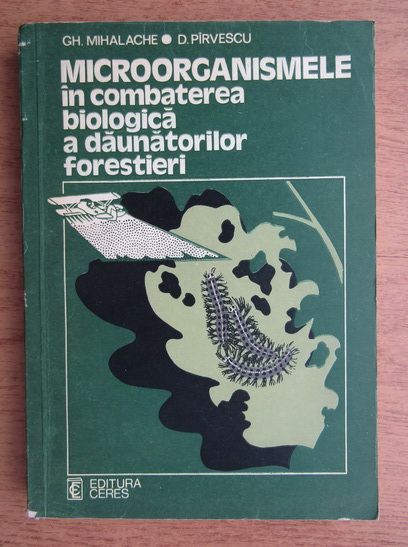 GH. MIHALACHE ● D. PÎRVESCU
MICROORGANISMELE
în combaterea
biologică
a dăunătorilor
forestieri
EDITURA
CERES